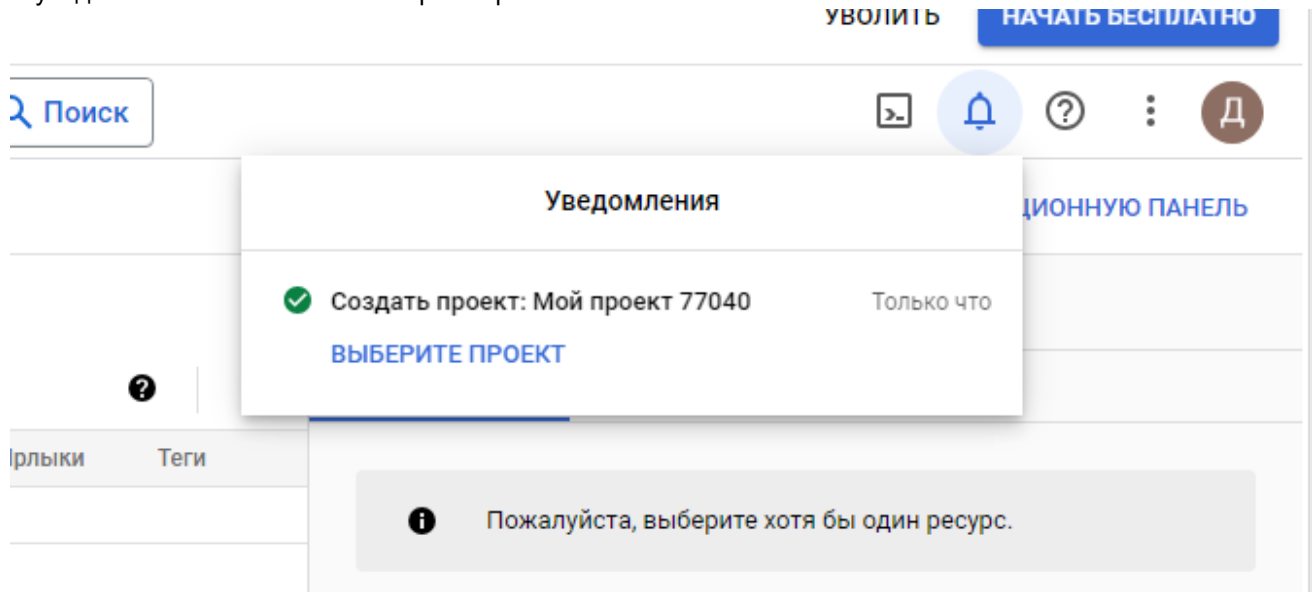 УВОЛИТЬ
НАЧАТЬ БЕСПЛАТНО
Поиск
Д
Уведомления
ЦИОННУЮ ПАНЕЛЬ
Создать проект: Мой проект 77040
Только что
ВЫБЕРИТЕ ПРОЕКТ
Ярлыки
Теги
Пожалуйста, выберите хотя бы один ресурс.